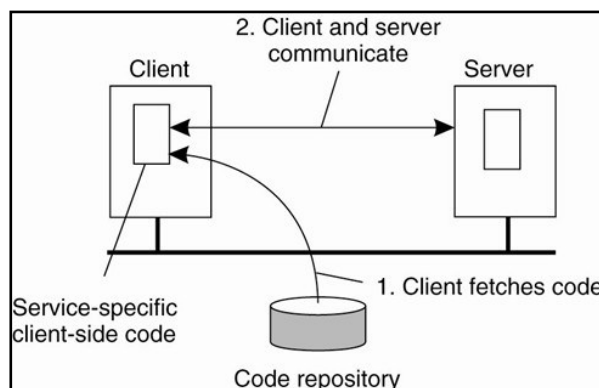 2. Client and server
communicate
Client
Server
1. Client fetches code
Service-specific
client-side code
Code repository